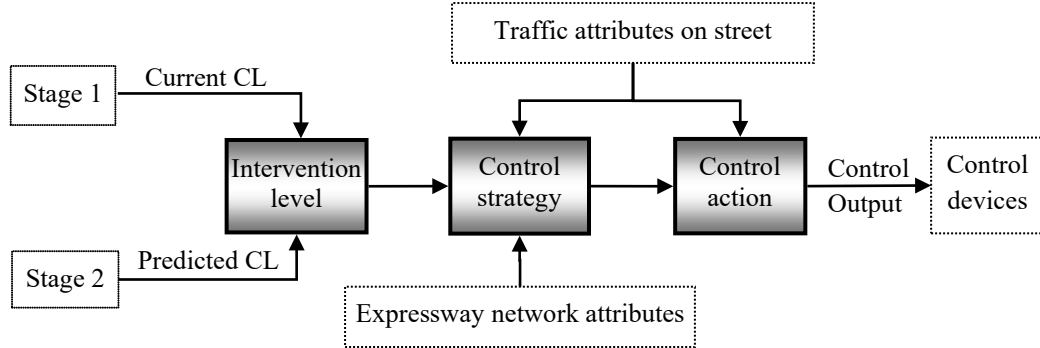 Traffic attributes on street
Stage 1
Current CL
Intervention
level
Control
strategy
Control
action
Control
Output
Control
devices
Stage 2
Predicted CL
Expressway network attributes